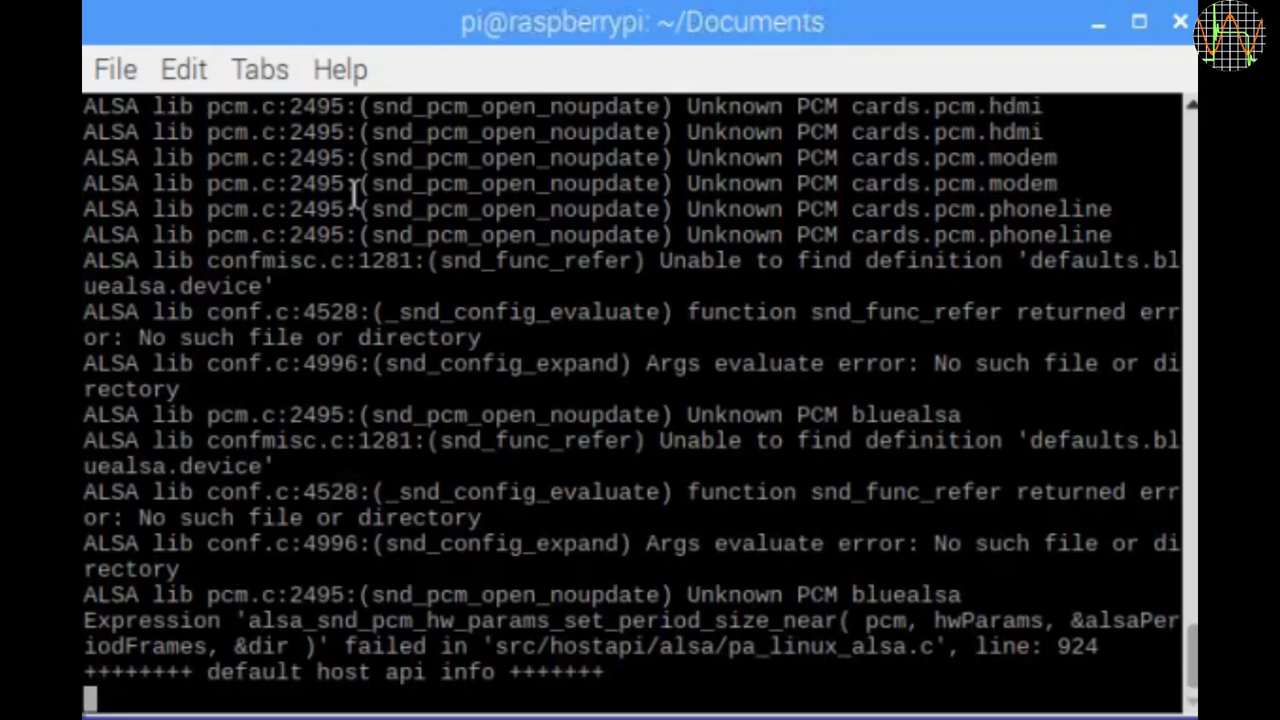 pi@raspberrypi: ~/Documents
File Edit Tabs Help
ALSA lib pcm.c:2495:(snd_pcm_open_noupdate) Unknown PCM cards.pcm.hdmi
ALSA lib pcm.c:2495:(snd_pcm_open_noupdate) Unknown PCM cards.pcm.hdmi
ALSA lib pcm.c:2495:(snd_pcm_open_noupdate) Unknown PCM cards.pcm.modem
ALSA lib pcm.c:2495:(snd_pcm_open_noupdate) Unknown PCM cards.pcm.modem
ALSA lib pcm.c:2495:(snd_pcm_open_noupdate) Unknown PCM cards.pcm.phoneline
ALSA lib pcm.c:2495:(snd_pcm_open_noupdate) Unknown PCM cards.pcm.phoneline
ALSA lib confmisc.c:1281:(snd_func_refer) Unable to find definition 'defaults.bl
uealsa.device'
ALSA lib conf.c:4528:(_snd_config_evaluate) function snd_func_refer returned err
or: No such file or directory
ALSA lib conf.c:4996:(snd_config_expand) Args evaluate error: No such file or di
rectory
ALSA lib pcm.c:2495:(snd_pcm_open_noupdate) Unknown PCM bluealsa
ALSA lib confmisc.c:1281:(snd_func_refer) Unable to find definition 'defaults.bl
uealsa.device'
ALSA lib conf.c:4528:(_snd_config_evaluate) function snd_func_refer returned err
or: No such file or directory
ALSA lib conf.c:4996:(snd_config_expand) Args evaluate error: No such file or di
rectory
ALSA lib pcm.c:2495:(snd_pcm_open_noupdate) Unknown PCM bluealsa
Expression 'alsa_snd_pcm_hw_params_set_period_size_near( pcm, hwParams, &alsaPer
iodFrames, &dir )' failed in 'src/hostapi/alsa/pa_linux_alsa.c', line: 924
++++++++ default host api info +++++++